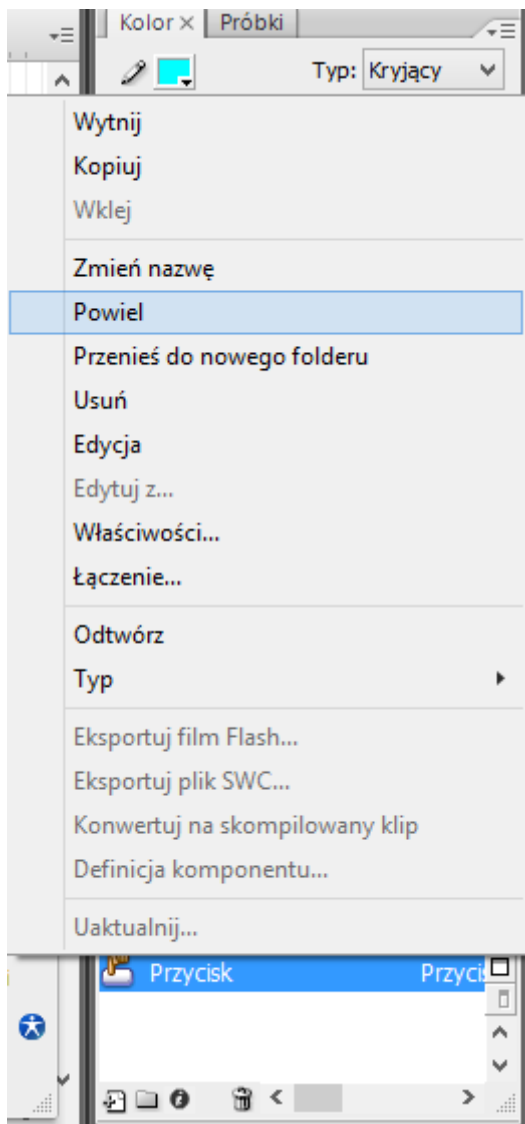 Kolor × Próbki
Typ: Kryjący
Wytnij
Kopiuj
Wklej
Zmień nazwę
Powiel
Przenieś do nowego folderu
Usuń
Edycja
Edytuj z...
Właściwości...
Łączenie...
Odtwórz
Typ
Eksportuj film Flash...
Eksportuj plik SWC...
Konwertuj na skompilowany klip
Definicja komponentu...
Uaktualnij...
Przycisk